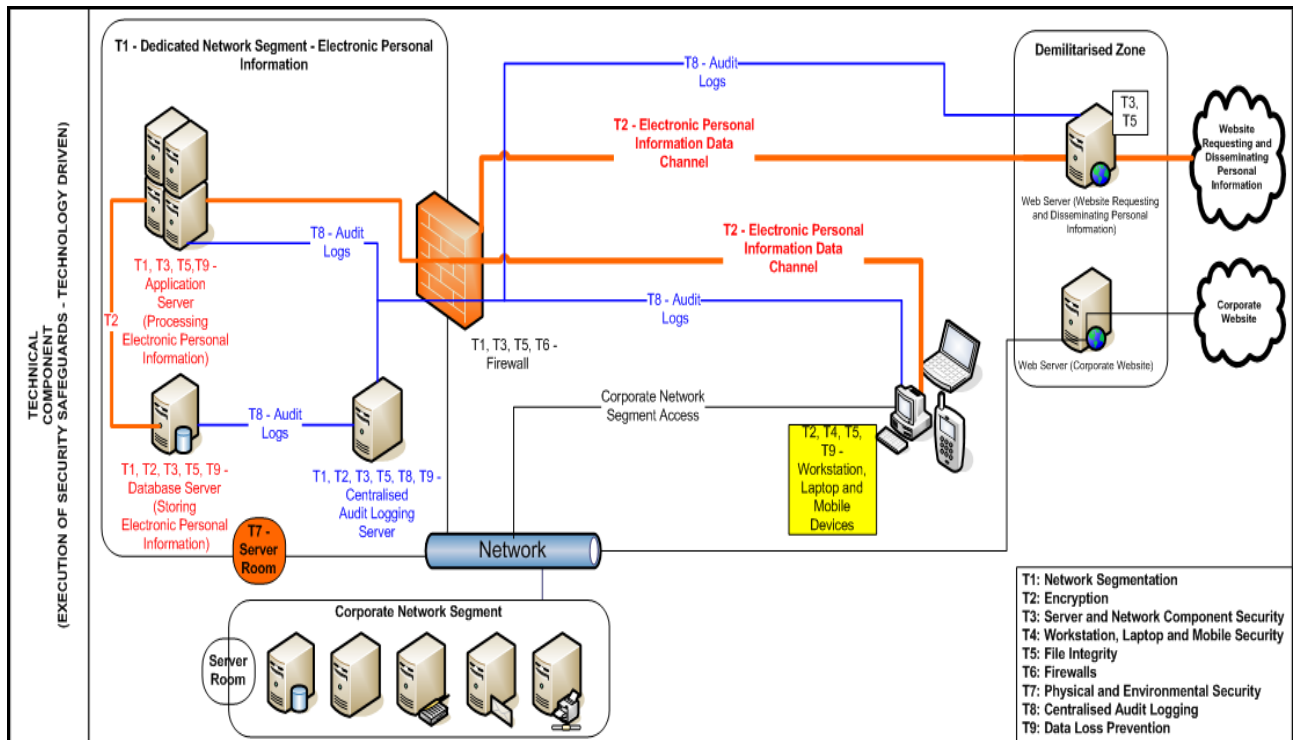 TECHNICAL
COMPONENT
(EXECUTION OF SECURITY SAFEGUARDS - TECHNOLOGY DRIVEN)
T1 - Dedicated Network Segment - Electronic Personal
Information
T8 - Audit
Logs
T1, T3, T5,T9 -
Application
Server
(Processing
Electronic Personal
Information)
T2
T8 - Audit
Logs
T1, T2, T3, T5, T9 -
Database Server
(Storing
Electronic Personal
Information)
T1, T2, T3, T5, T8, T9 -
Centralised
Audit Logging
Server
T7 -
Server
Room
T1, T3, T5, T6 -
Firewall
T8 - Audit
Logs
T2 - Electronic Personal
Information Data
Channel
T2 - Electronic Personal
Information Data
Channel
T8 - Audit
Logs
Corporate Network
Segment Access
T2, T4, T5,
T9 -
Workstation,
Laptop and
Mobile
Devices
Demilitarised Zone
T3,
T5
Web Server (Website Requesting
and Disseminating Personal
Information)
Web Server (Corporate Website)
Website
Requesting and
Disseminating
Personal
Information
Corporate
Website
Network
Corporate Network Segment
Server
Room
T1: Network Segmentation
T2: Encryption
T3: Server and Network Component Security
T4: Workstation, Laptop and Mobile Security
T5: File Integrity
T6: Firewalls
T7: Physical and Environmental Security
T8: Centralised Audit Logging
T9: Data Loss Prevention